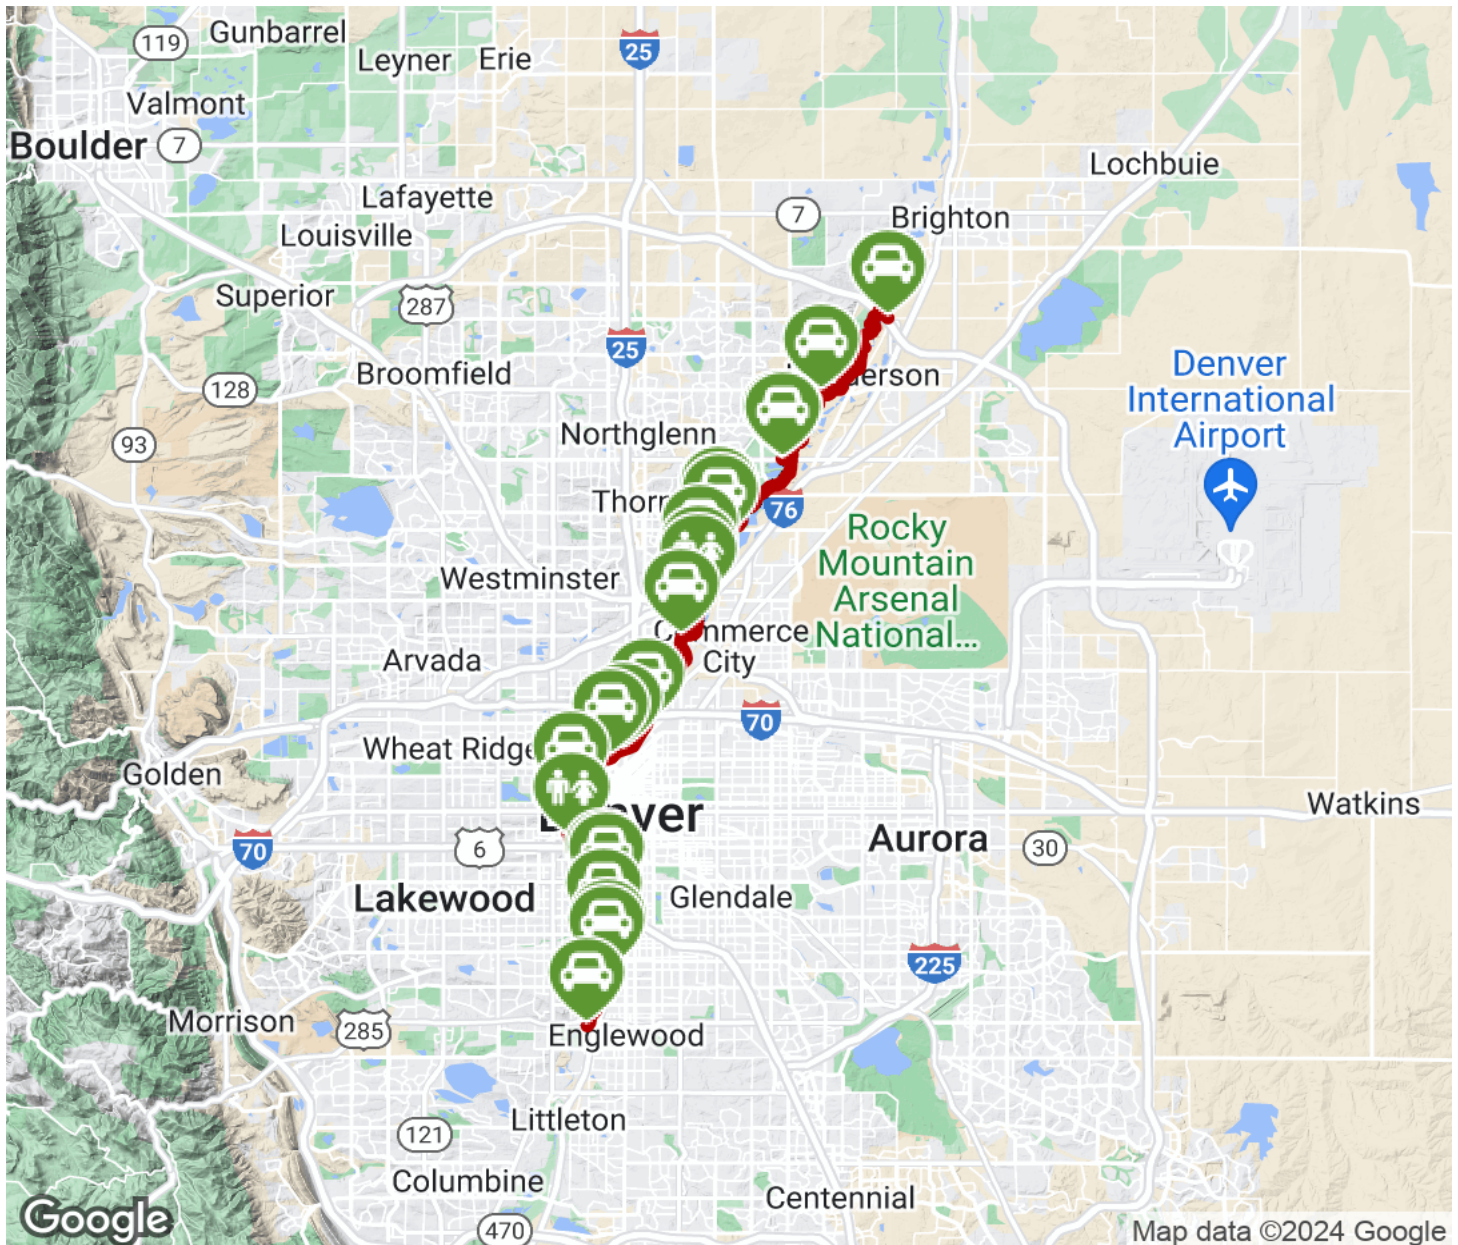 119
Gunbarrel
25
Leyner
Erie
Valmont
Boulder
7
Lochbuie
Lafayette
7
Brighton
Louisville
Superior
287
25
Denver
International
Airport
Broomfield
erson
128
93
Northglenn
Thorn
76
Rocky
Mountain
Arsenal
National...
Westminster
Commerce
City
Arvada
70
Wheat Ridge
Golden
Watkins
Denver
Aurora
30
70
6
Lakewood
Glendale
225
Morrison
285
Englewood
Littleton
121
Columbine
Centennial
Google
470
Map data ©2024 Google